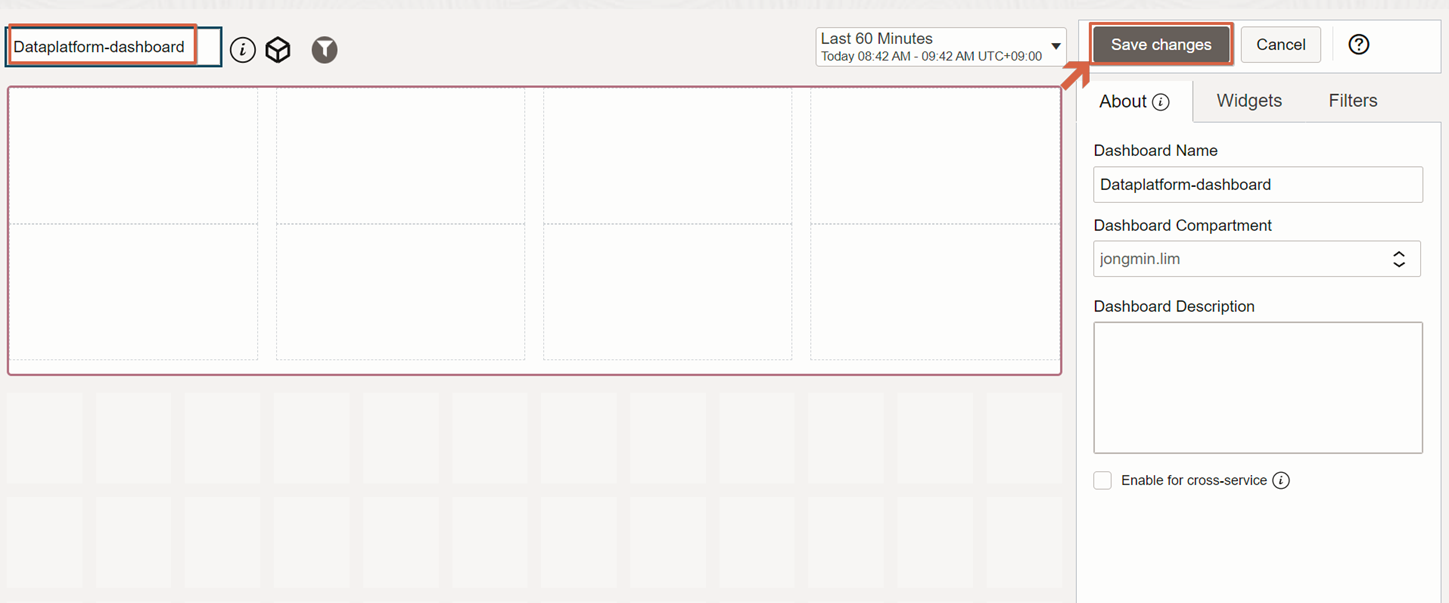 Dataplatform-dashboard
Last 60 Minutes
Today 08:42 AM - 09:42 AM UTC+09:00
Save changes
Cancel
About
Widgets
Filters
Dashboard Name
Dataplatform-dashboard
Dashboard Compartment
jongmin.lim
Dashboard Description
Enable for cross-service